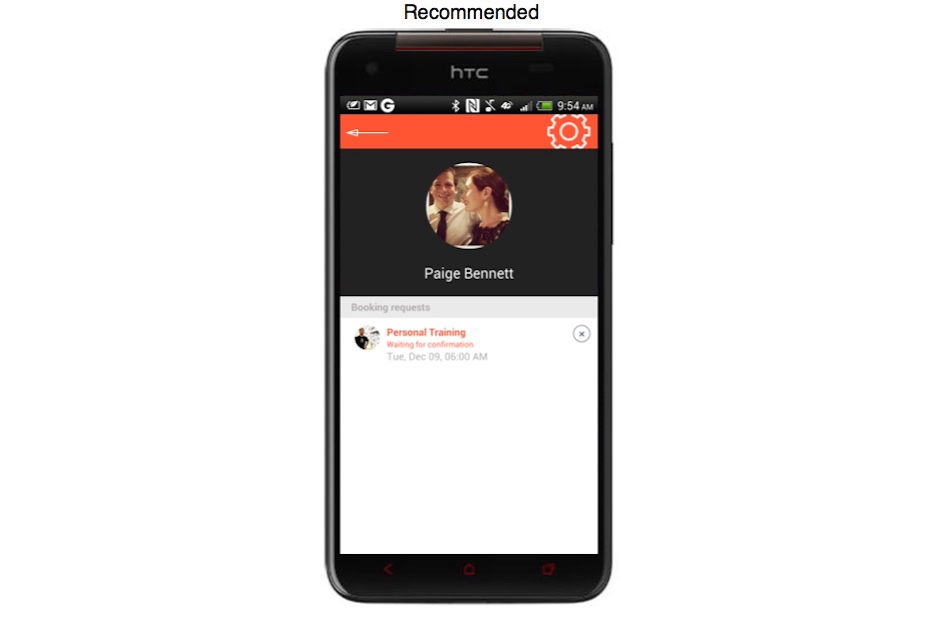 Recommended
htc
9:54 AM
Paige Bennett
Booking requests
Personal Training
Waiting for confirmation
Tue, Dec 09, 06:00 AM